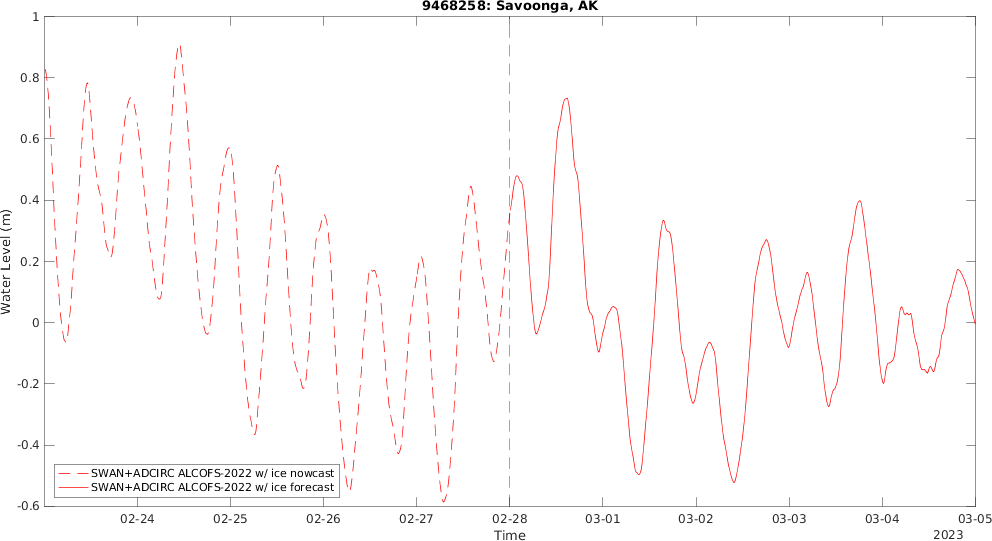 9468258: Savoonga, AK
1
0.8
0.6
0.4
0.2
0
-0.2
-0.4
-0.6
Water Level (m)
SWAN+ADCIRC ALCOFS-2022 w/ ice nowcast
SWAN+ADCIRC ALCOFS-2022 w/ ice forecast
02-24 02-25 02-26 02-27 02-28 03-01 03-02 03-03 03-04 03-05
Time
2023